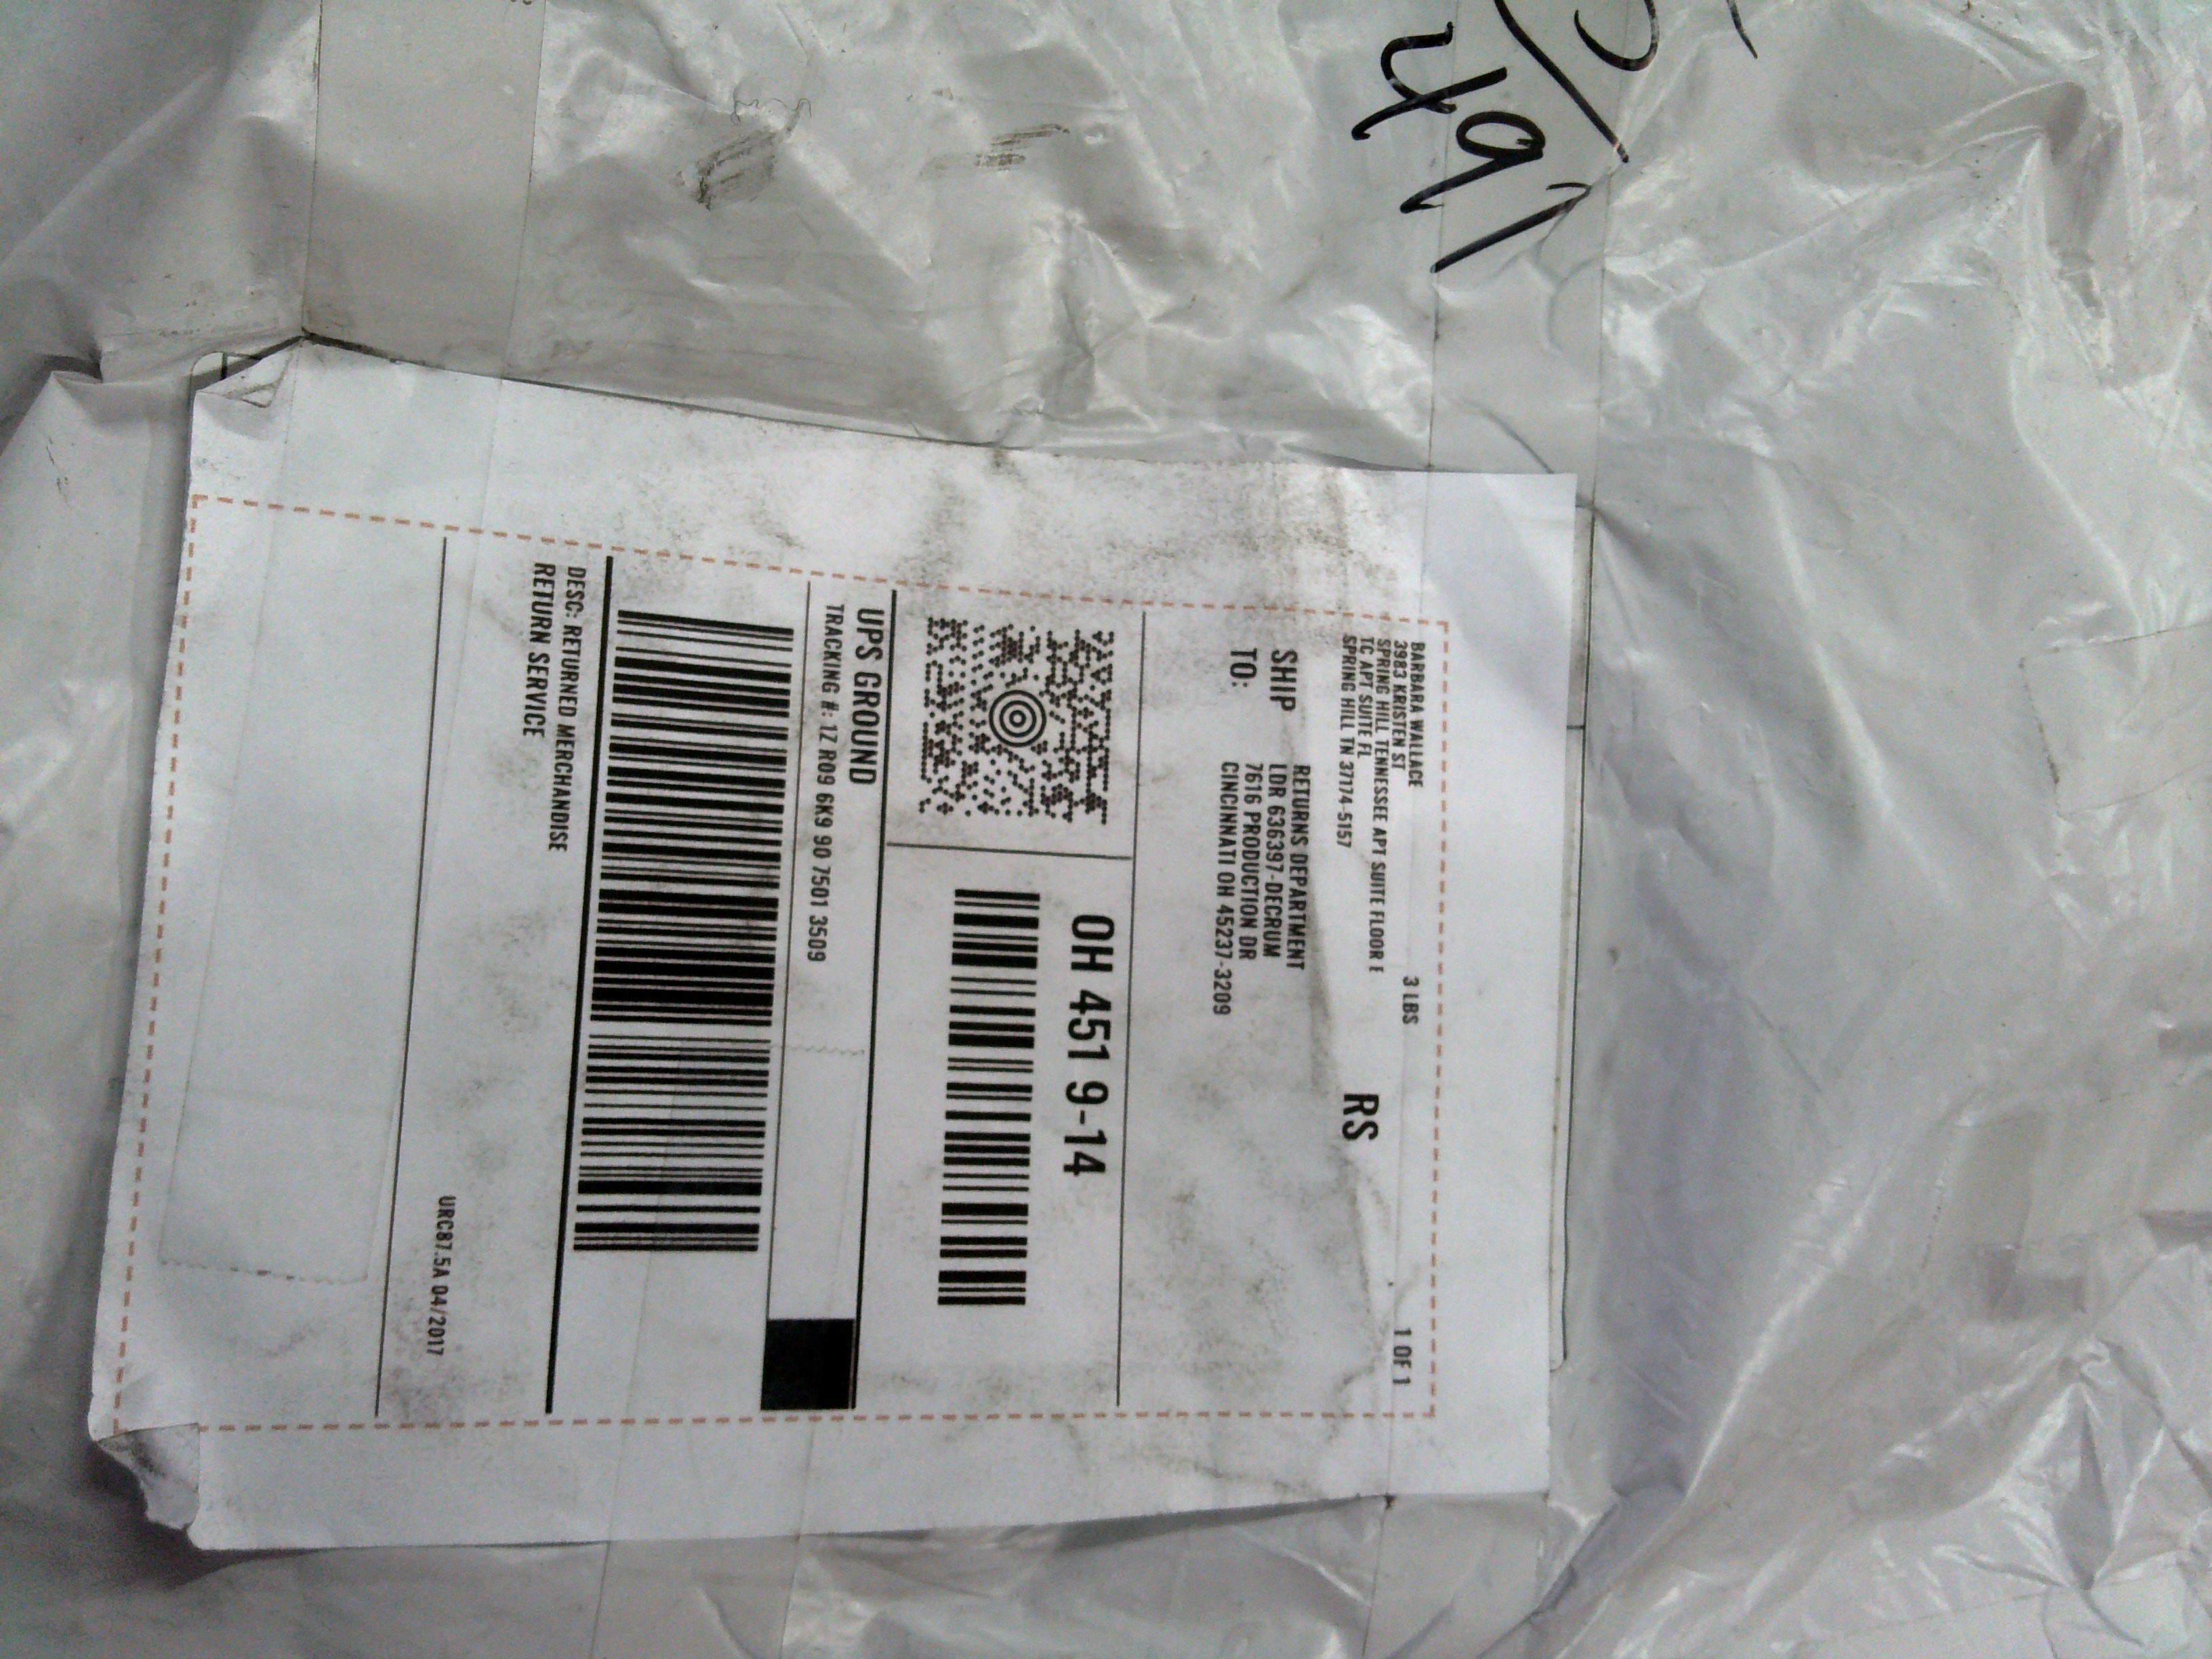 497
BARBARA WALLACE
3983 KRISTEN ST
SPRING HILL TENNESSEE APT SUITE FLOOR E
TC APT SUITE FL
SPRING HILL TN 37174-5157
3 LBS
1 OF 1
RS
SHIP
TO:
RETURNS DEPARTMENT
LDR 636397-DECRUM
7616 PRODUCTION DR
CINCINNATI OH 45237-3209
OH 451 9-14
UPS GROUND
TRACKING #: 1Z R09 6K9 90 7501 3509
DESC: RETURNED MERCHANDISE
RETURN SERVICE
URC87.5A 04/2017